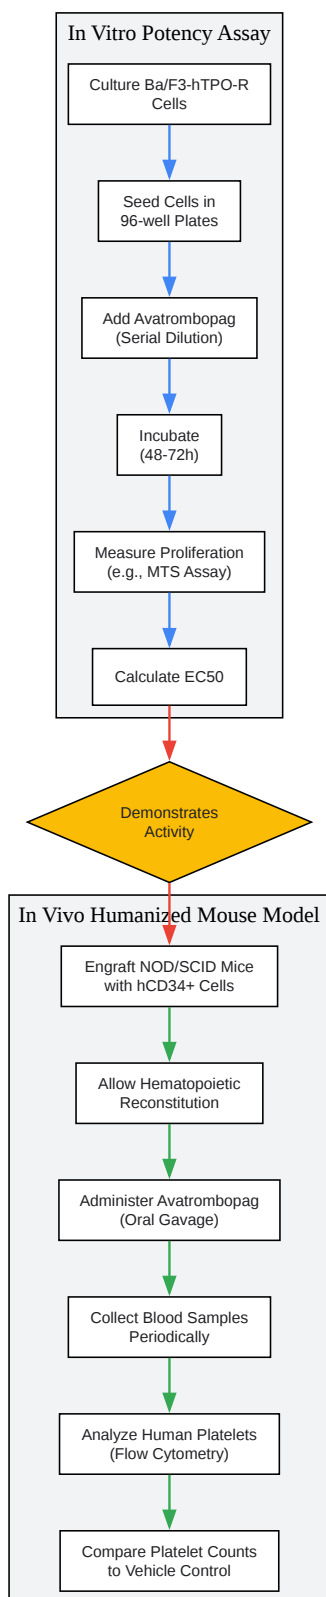 In Vitro Potency Assay
Culture Ba/F3-hTPO-R
Cells
Seed Cells in
96-well Plates
Add Avatrombopag
(Serial Dilution)
Incubate
(48-72h)
Measure Proliferation
(e.g., MTS Assay)
Calculate EC50
Demonstrates
Activity
In Vivo Humanized Mouse Model
Engraft NOD/SCID Mice
with hCD34+ Cells
Allow Hematopoietic
Reconstitution
Administer Avatrombopag
(Oral Gavage)
Collect Blood Samples
Periodically
Analyze Human Platelets
(Flow Cytometry)
Compare Platelet Counts
to Vehicle Control